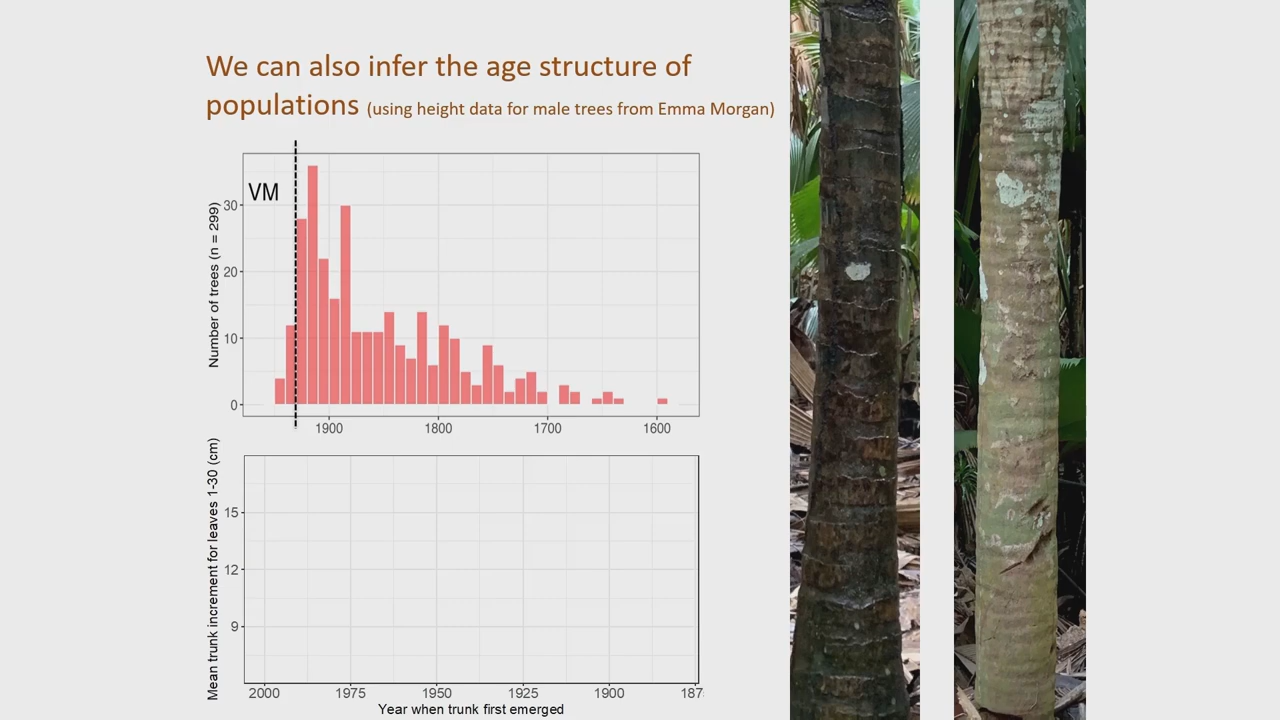 We can also infer the age structure of
populations (using height data for male trees from Emma Morgan)
VM
Number of trees (n = 299)
30
20
10
0
1900 1800 1700 1600
Mean trunk increment for leaves 1-30 (cm)
15
12
9
2000 1975 1950 1925 1900 187
Year when trunk first emerged